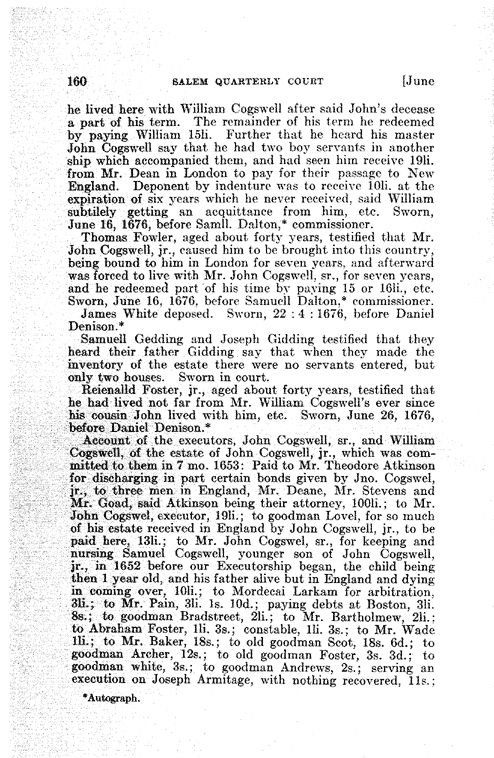 160 SALEM QUARTERLY COURT [June
he lived here with William Cogswell after said John's decease
a part of his term. The remainder of his term he redeemed
by paying William 15li. Further that he heard his master
John Cogswell say that he had two boy servants in another
ship which accompanied them, and had seen him receive 19li.
from Mr. Dean in London to pay for their passage to New
England. Deponent by indenture was to receive 10li. at the
expiration of six years which he never received, said William
subtilely getting an acquittance from him, etc. Sworn,
June 16, 1676, before Samll. Dalton,* commissioner.
Thomas Fowler, aged about forty years, testified that Mr.
John Cogswell, jr., caused him to be brought into this country,
being bound to him in London for seven years, and afterward
was forced to live with Mr. John Cogswell, sr., for seven years,
and he redeemed part of his time by paying 15 or 16li., etc.
Sworn, June 16, 1676, before Samuell Dalton,* commissioner.
James White deposed. Sworn, 22 : 4 : 1676, before Daniel
Denison.*
Samuell Gedding and Joseph Gidding testified that they
heard their father Gidding say that when they made the
inventory of the estate there were no servants entered, but
only two houses. Sworn in court.
Reienalld Foster, jr., aged about forty years, testified that
he had lived not far from Mr. William Cogswell's ever since
his cousin John lived with him, etc. Sworn, June 26, 1676,
before Daniel Denison.*
Account of the executors, John Cogswell, sr., and William
Cogswell, of the estate of John Cogswell, jr., which was com-
mitted to them in 7 mo. 1653: Paid to Mr. Theodore Atkinson
for discharging in part certain bonds given by Jno. Cogswel,
jr., to three men in England, Mr. Deane, Mr. Stevens and
Mr. Goad, said Atkinson being their attorney, 100li.; to Mr.
John Cogswel, executor, 19li.; to goodman Lovel, for so much
of his estate received in England by John Cogswell, jr., to be
paid here, 13li.; to Mr. John Cogswel, sr., for keeping and
nursing Samuel Cogswell, younger son of John Cogswell,
jr., in 1652 before our Executorship began, the child being
then 1 year old, and his father alive but in England and dying
in coming over, 10li.; to Mordecai Larkam for arbitration,
3li.; to Mr. Pain, 3li. 1s. 10d.; paying debts at Boston, 3li.
8s.; to goodman Bradstreet, 2li.; to Mr. Bartholmew, 2li.;
to Abraham Foster, 1li. 3s.; constable, 1li. 3s.; to Mr. Wade
1li.; to Mr. Baker, 18s.; to old goodman Scot, 18s. 6d.; to
goodman Archer, 12s.; to old goodman Foster, 3s. 3d.; to
goodman white, 3s.; to goodman Andrews, 2s.; serving an
execution on Joseph Armitage, with nothing recovered, 11s.;
*Autograph.